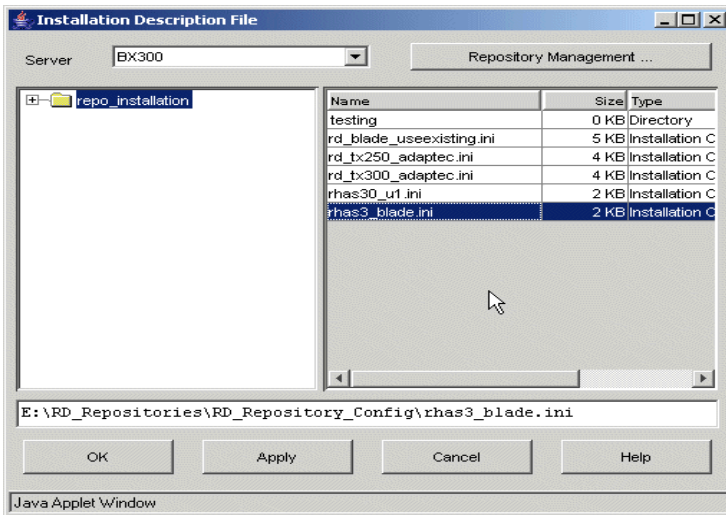 Installation Description File
Server BX300 Repository Management ...
repo_installation
Name Size Type
testing 0 KB Directory
rd_blade_useexisting.ini 5 KB Installation C
rd_tx250_adaptec.ini 4 KB Installation C
rd_tx300_adaptec.ini 4 KB Installation C
rhas30_u1.ini 2 KB Installation C
rhas3_blade.ini 2 KB Installation C
E:\RD_Repositories\RD_Repository_Config\rhas3_blade.ini
OK Apply Cancel Help
Java Applet Window